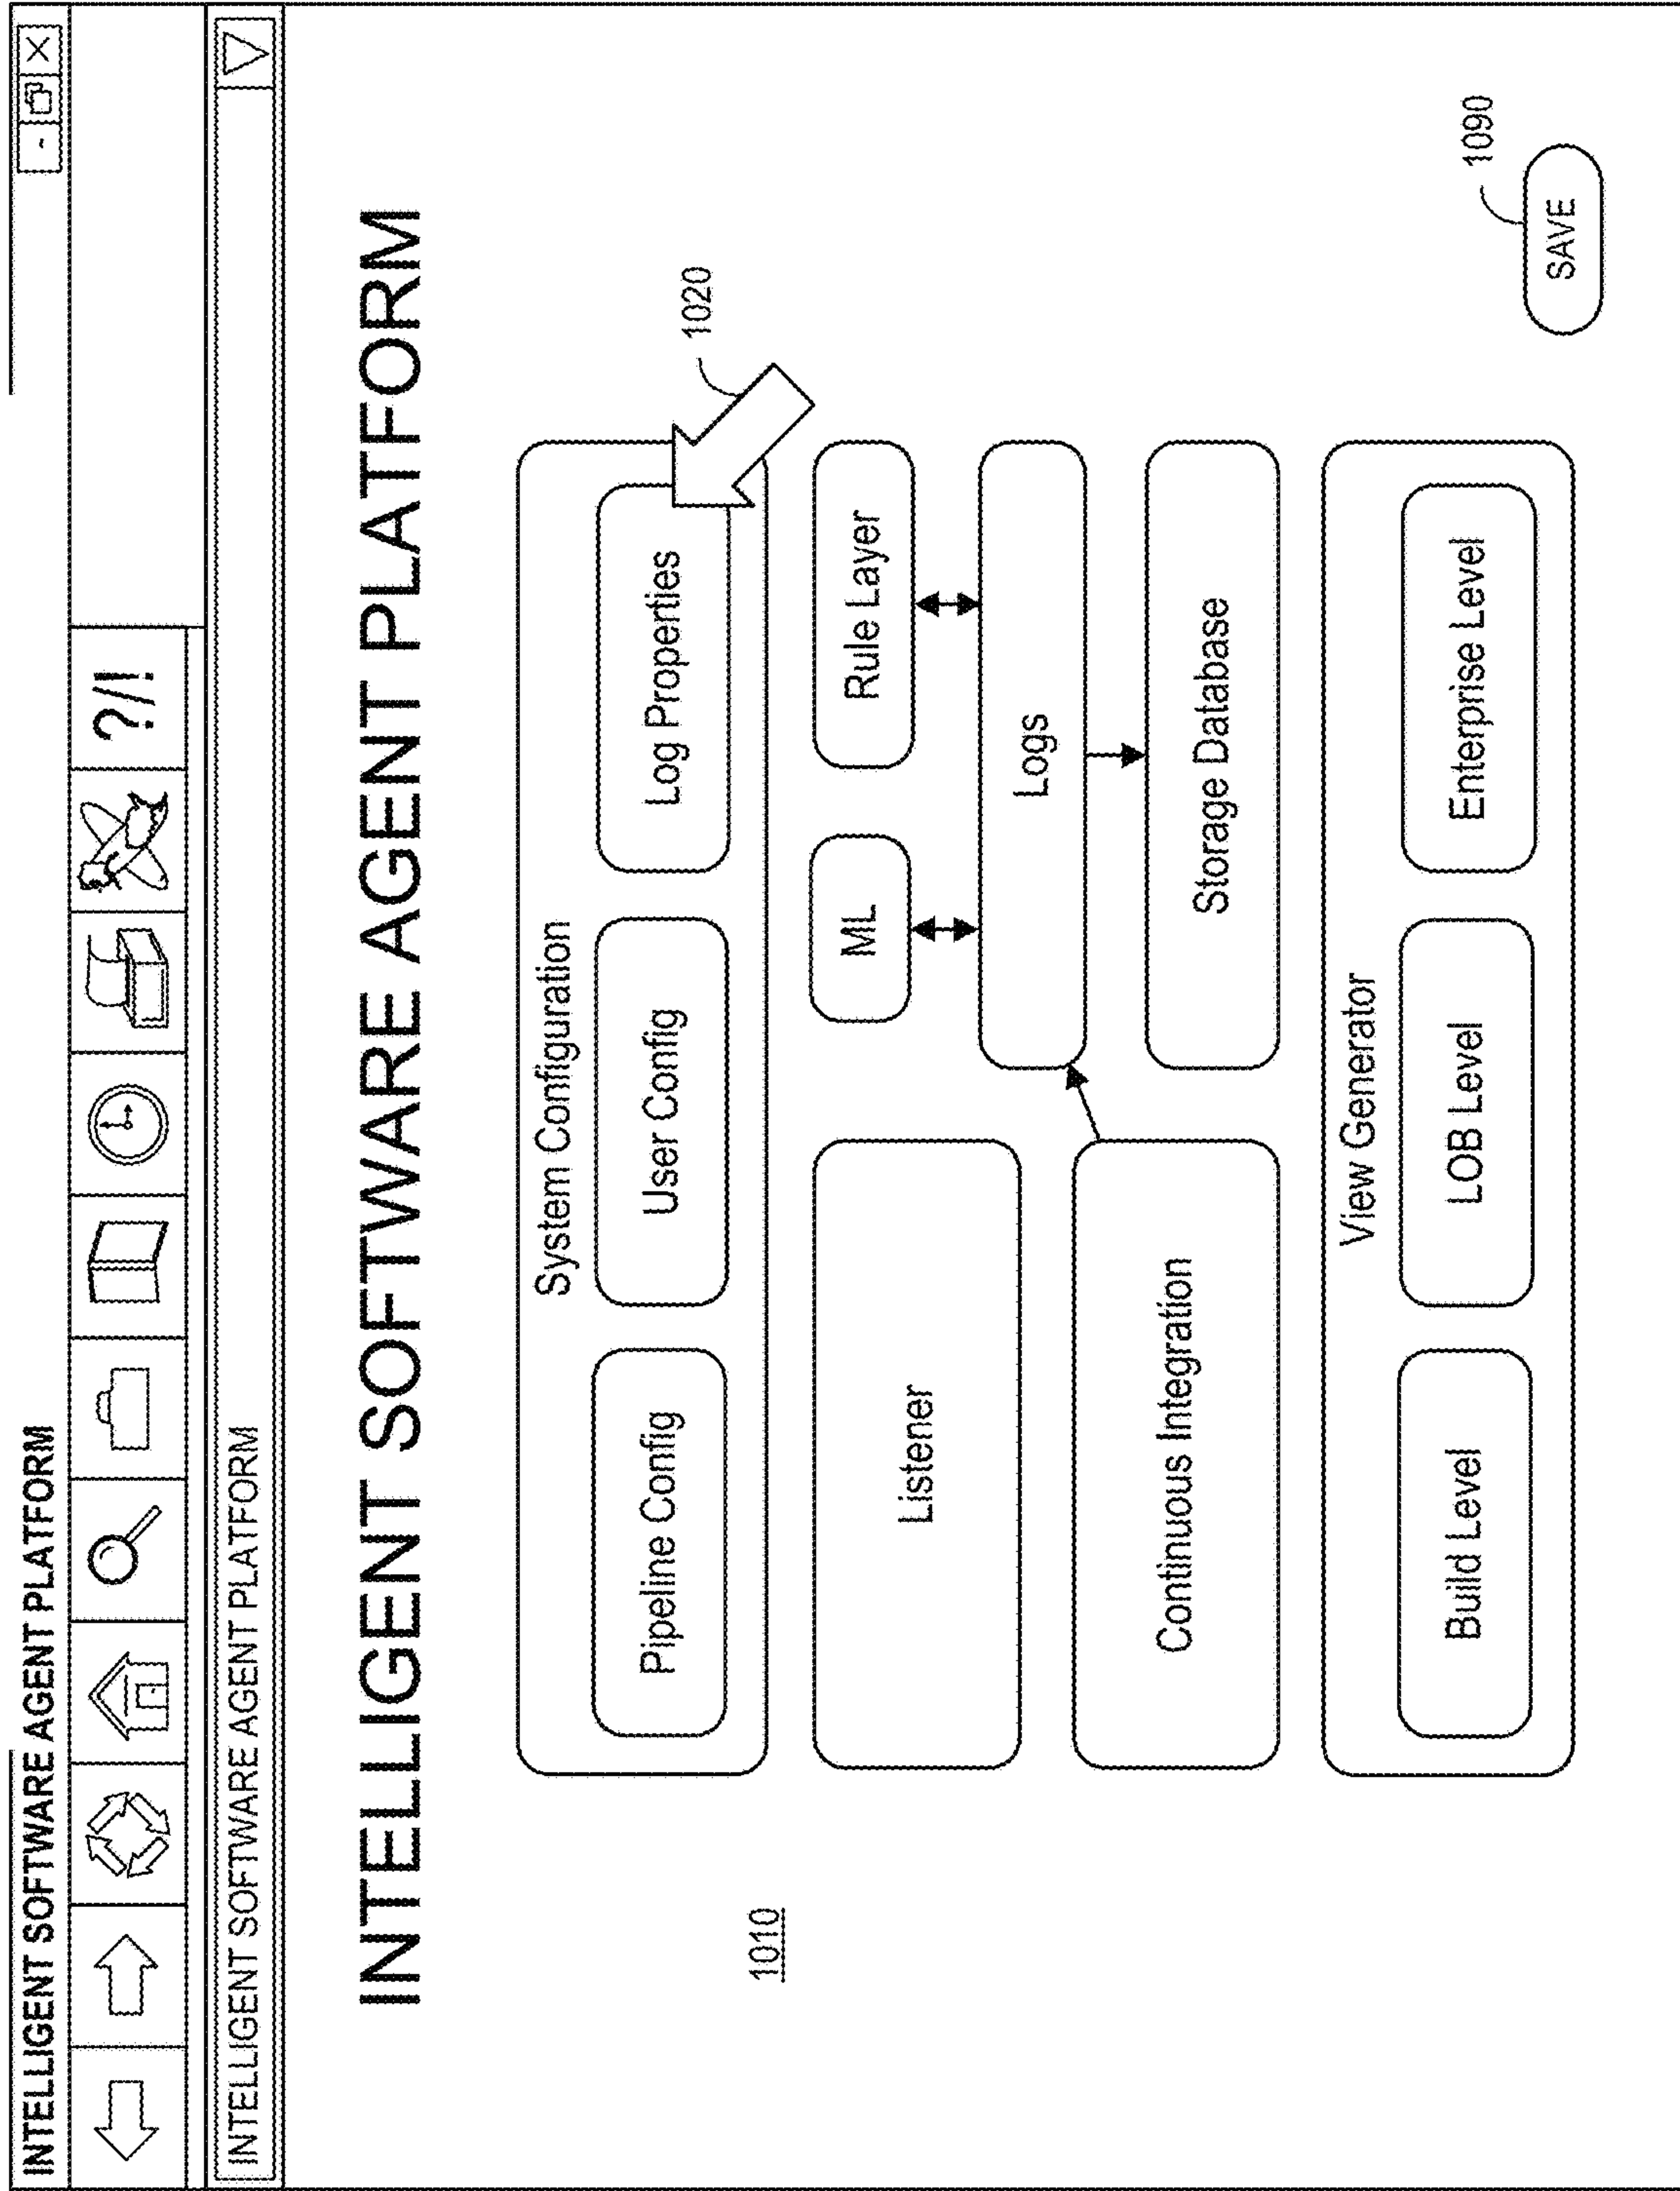 INTELLIGENT SOFTWARE AGENT PLATFORM
?/!
INTELLIGENT SOFTWARE AGENT PLATFORM
INTELLIGENT SOFTWARE AGENT PLATFORM
System Configuration
Pipeline Config
User Config
Log Properties
1020
1010
Listener
ML
Rule Layer
Logs
Continuous Integration
Storage Database
View Generator
Build Level
LOB Level
Enterprise Level
1090
SAVE